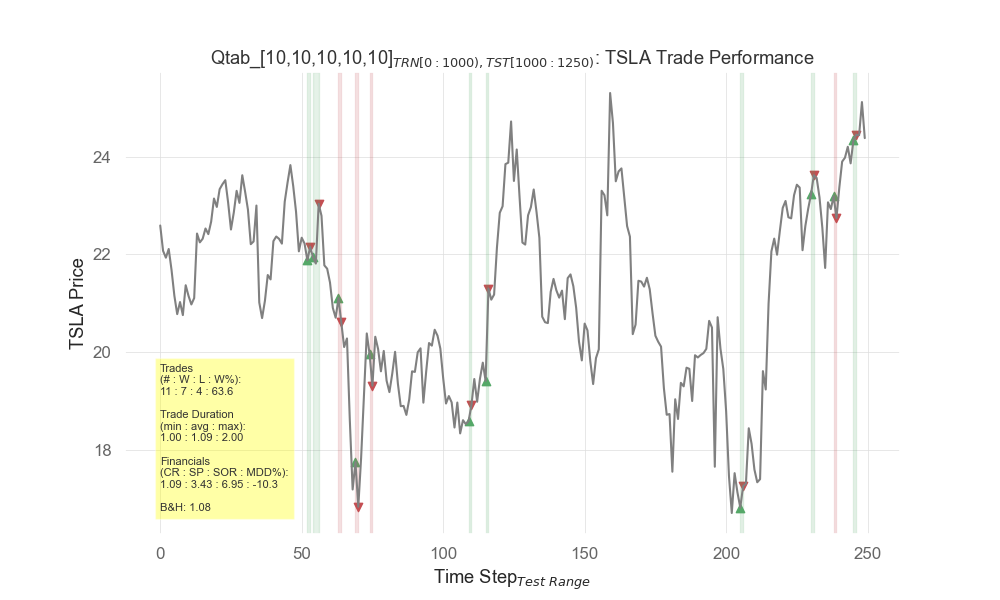 Qtab_[10,10,10,10,10]TRN[0 : 1000), TST[1000 : 1250): TSLA Trade Performance
TSLA Price
24
22
20
18
Trades
(# : W : L : W%):
11 : 7 : 4 : 63.6
Trade Duration
(min : avg : max):
1.00 : 1.09 : 2.00
Financials
(CR : SP : SOR : MDD%):
1.09 : 3.43 : 6.95 : -10.3
B&H: 1.08
0 50 100 150 200 250
Time StepTest Range